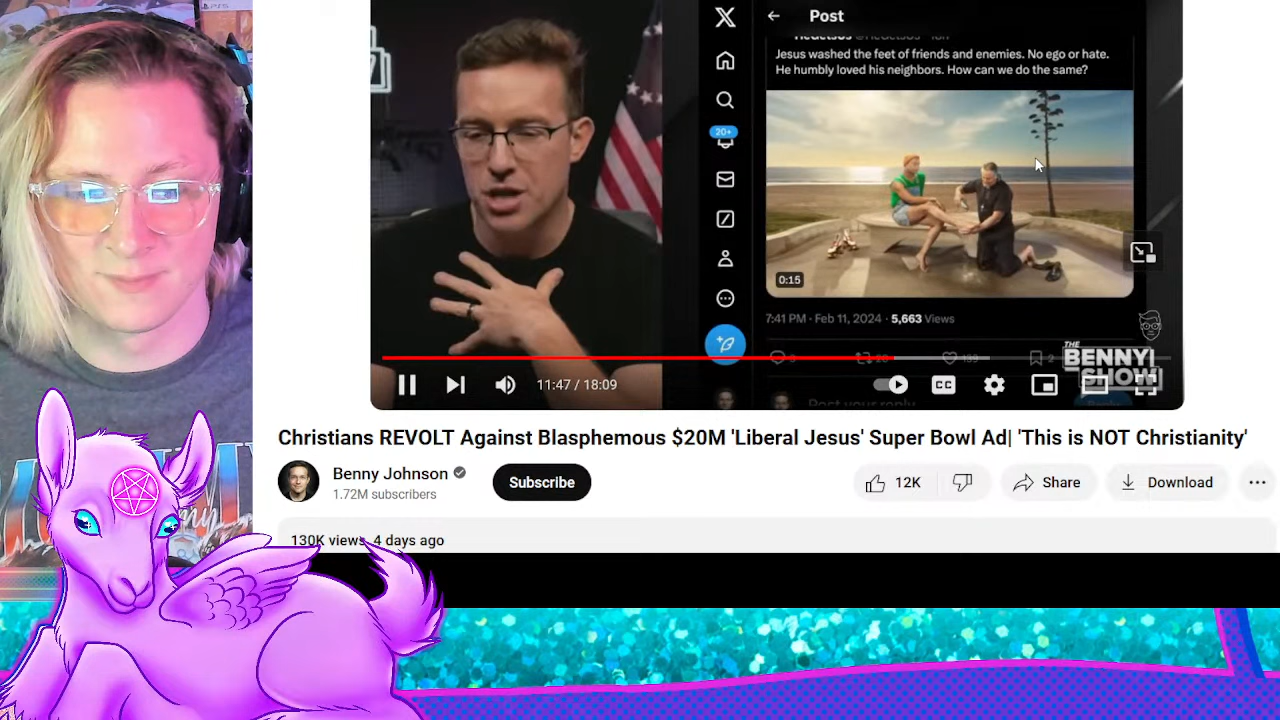 Post
Jesus washed the feet of friends and enemies. No ego or hate.
He humbly loved his neighbors. How can we do the same?
20+
0:15
7:41 PM · Feb 11, 2024 · 5,663 Views
THE
BENNY
SHOW
11:47 / 18:09
CC
Christians REVOLT Against Blasphemous $20M 'Liberal Jesus' Super Bowl Ad| 'This is NOT Christianity'
Benny Johnson
1.72M subscribers
Subscribe
12K
Share
Download
130K views 4 days ago